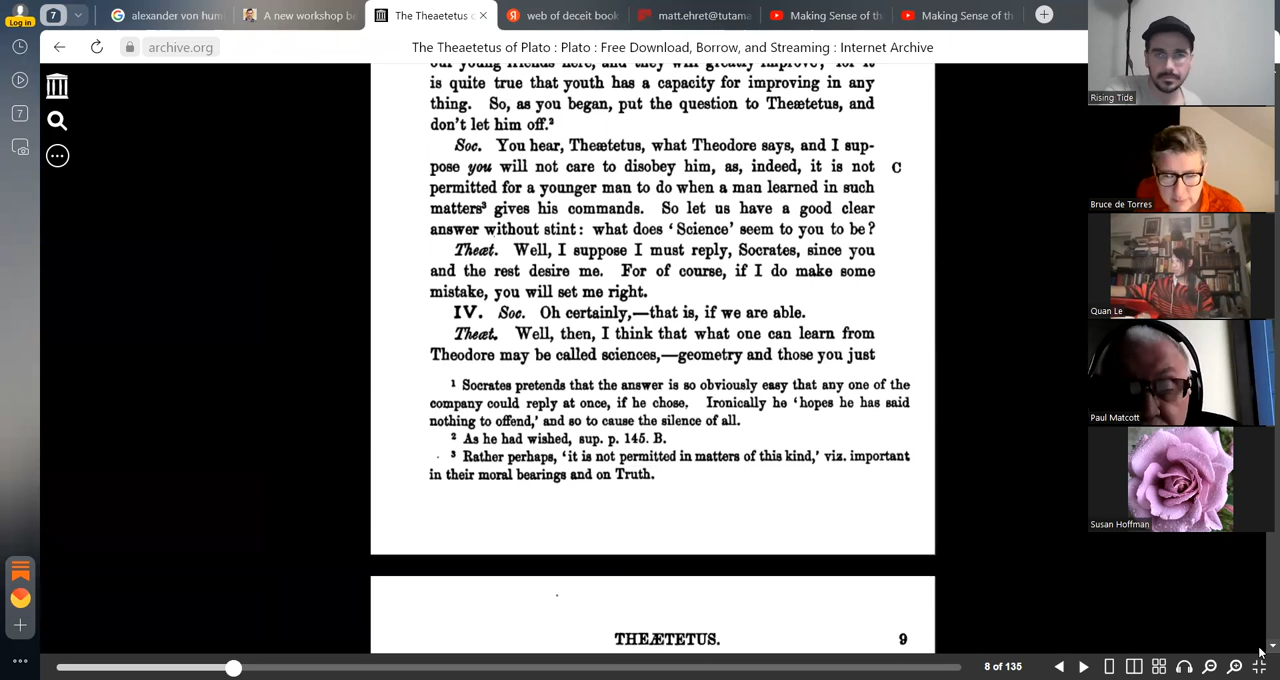 7
alexander von hum
A new workshop be
The Theaetetus c
web of deceit book
matt.ehret@tutama
Making Sense of th
Making Sense of th
Log in
archive.org
The Theaetetus of Plato : Plato : Free Download, Borrow, and Streaming : Internet Archive
7
our young friends here, and they will greatly improve; for it
is quite true that youth has a capacity for improving in any
thing. So, as you began, put the question to Theætetus, and
don't let him off.²
Soc. You hear, Theætetus, what Theodore says, and I sup-
pose you will not care to disobey him, as, indeed, it is not C
permitted for a younger man to do when a man learned in such
matters³ gives his commands. So let us have a good clear
answer without stint: what does 'Science' seem to you to be?
Theæt. Well, I suppose I must reply, Socrates, since you
and the rest desire me. For of course, if I do make some
mistake, you will set me right.
IV. Soc. Oh certainly,—that is, if we are able.
Theæt. Well, then, I think that what one can learn from
Theodore may be called sciences,—geometry and those you just
¹ Socrates pretends that the answer is so obviously easy that any one of the
company could reply at once, if he chose. Ironically he 'hopes he has said
nothing to offend,' and so to cause the silence of all.
² As he had wished, sup. p. 145. B.
³ Rather perhaps, 'it is not permitted in matters of this kind,' viz. important
in their moral bearings and on Truth.
THEÆTETUS. 9
8 of 135
Rising Tide
Bruce de Torres
Quan Le
Paul Matcott
Susan Hoffman